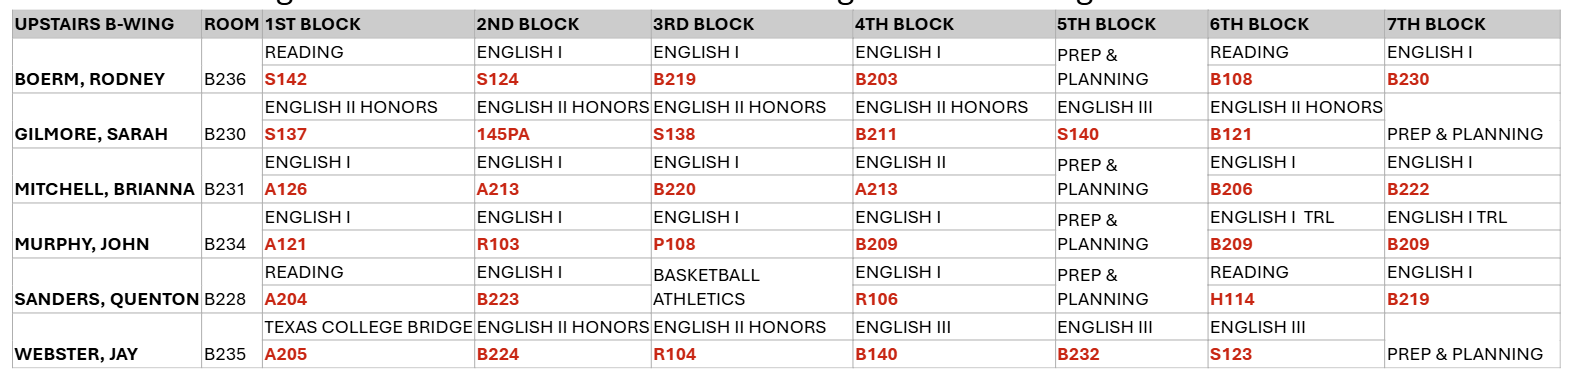 UPSTAIRS B-WING ROOM 1ST BLOCK 2ND BLOCK 3RD BLOCK 4TH BLOCK 5TH BLOCK 6TH BLOCK 7TH BLOCK
READING ENGLISH I ENGLISH I ENGLISH I PREP & READING ENGLISH I
BOERM, RODNEY B236 S142 S124 B219 B203 PLANNING B108 B230
ENGLISH II HONORS ENGLISH II HONORS ENGLISH II HONORS ENGLISH II HONORS ENGLISH III ENGLISH II HONORS
GILMORE, SARAH B230 S137 145PA S138 B211 S140 B121 PREP & PLANNING
ENGLISH I ENGLISH I ENGLISH I ENGLISH II PREP & ENGLISH I ENGLISH I
MITCHELL, BRIANNA B231 A126 A213 B220 A213 PLANNING B206 B222
ENGLISH I ENGLISH I ENGLISH I ENGLISH I PREP & ENGLISH I TRL ENGLISH I TRL
MURPHY, JOHN B234 A121 R103 P108 B209 PLANNING B209 B209
READING ENGLISH I BASKETBALL ENGLISH I PREP & READING ENGLISH I
SANDERS, QUENTON B228 A204 B223 ATHLETICS R106 PLANNING H114 B219
TEXAS COLLEGE BRIDGE ENGLISH II HONORS ENGLISH II HONORS ENGLISH III ENGLISH III ENGLISH III
WEBSTER, JAY B235 A205 B224 R104 B140 B232 S123 PREP & PLANNING